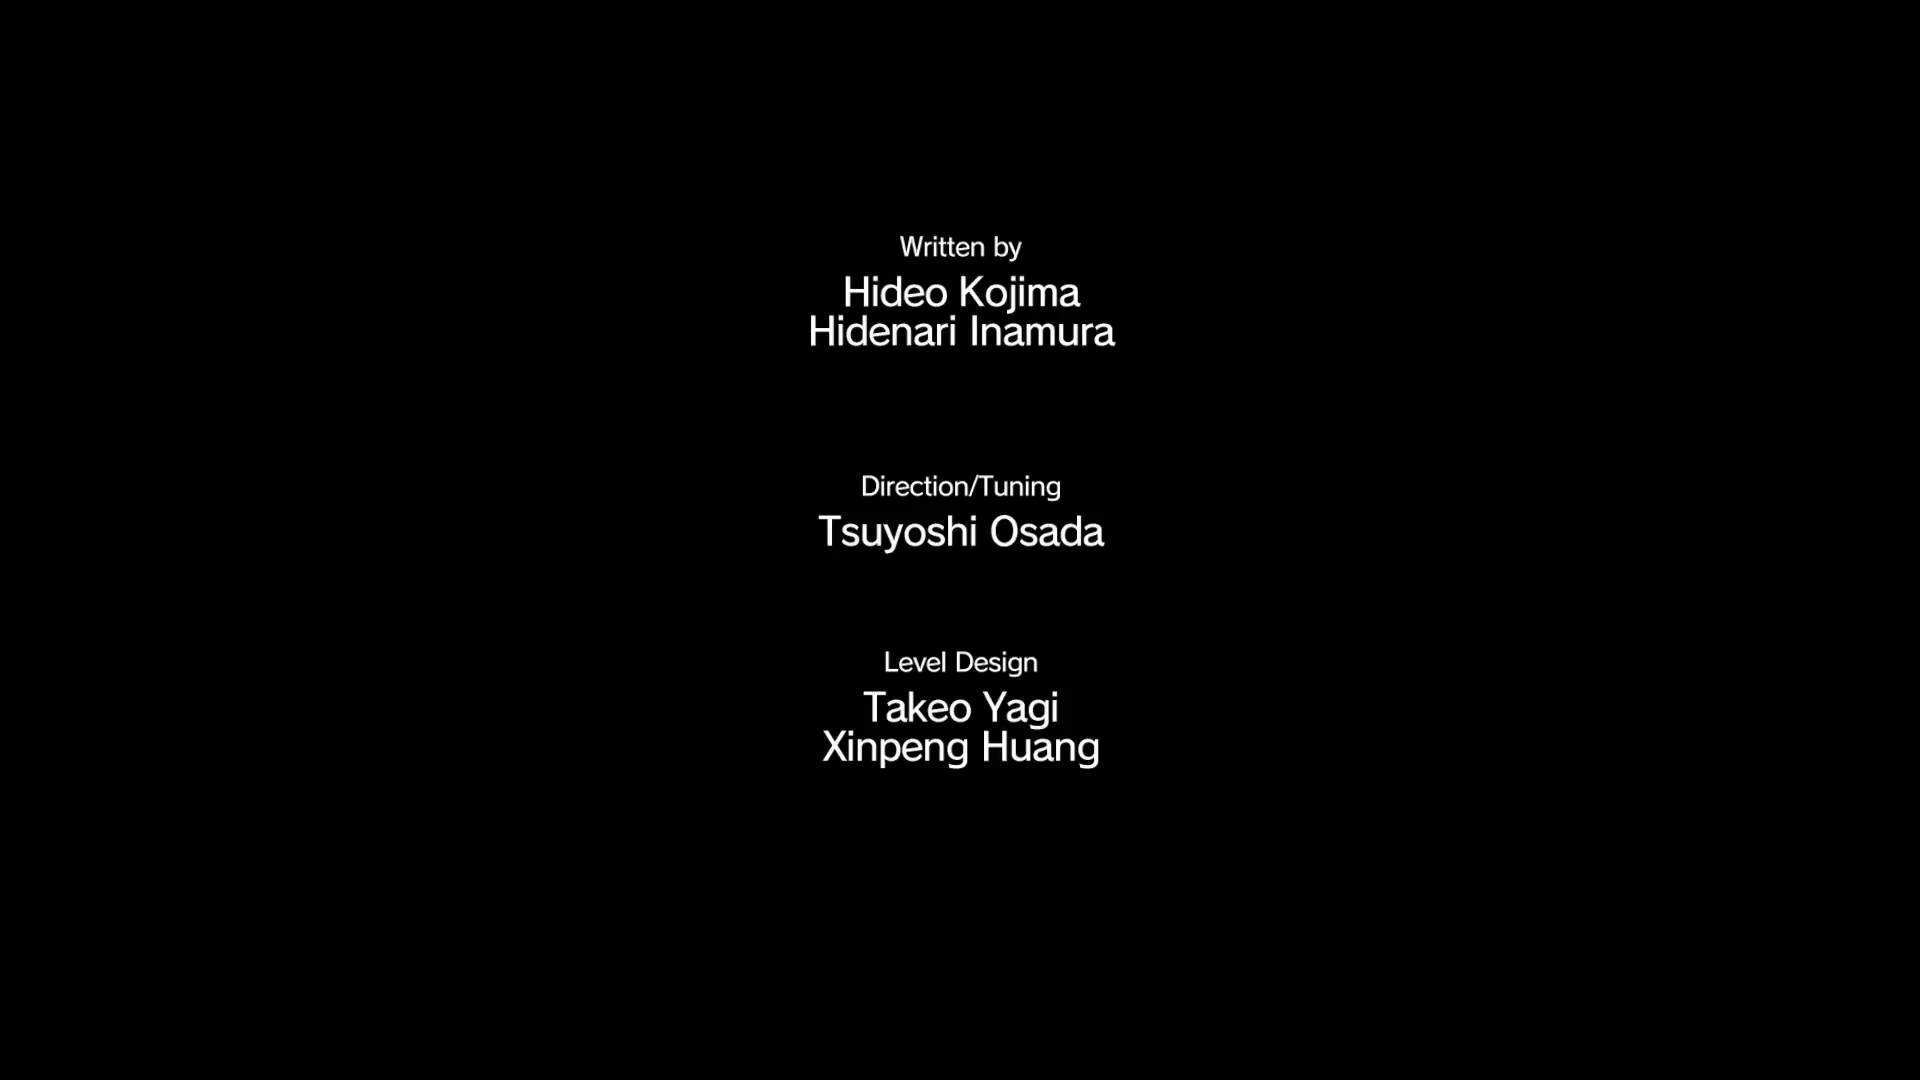 Written by
Hideo Kojima
Hidenari Inamura
Direction/Tuning
Tsuyoshi Osada
Level Design
Takeo Yagi
Xinpeng Huang